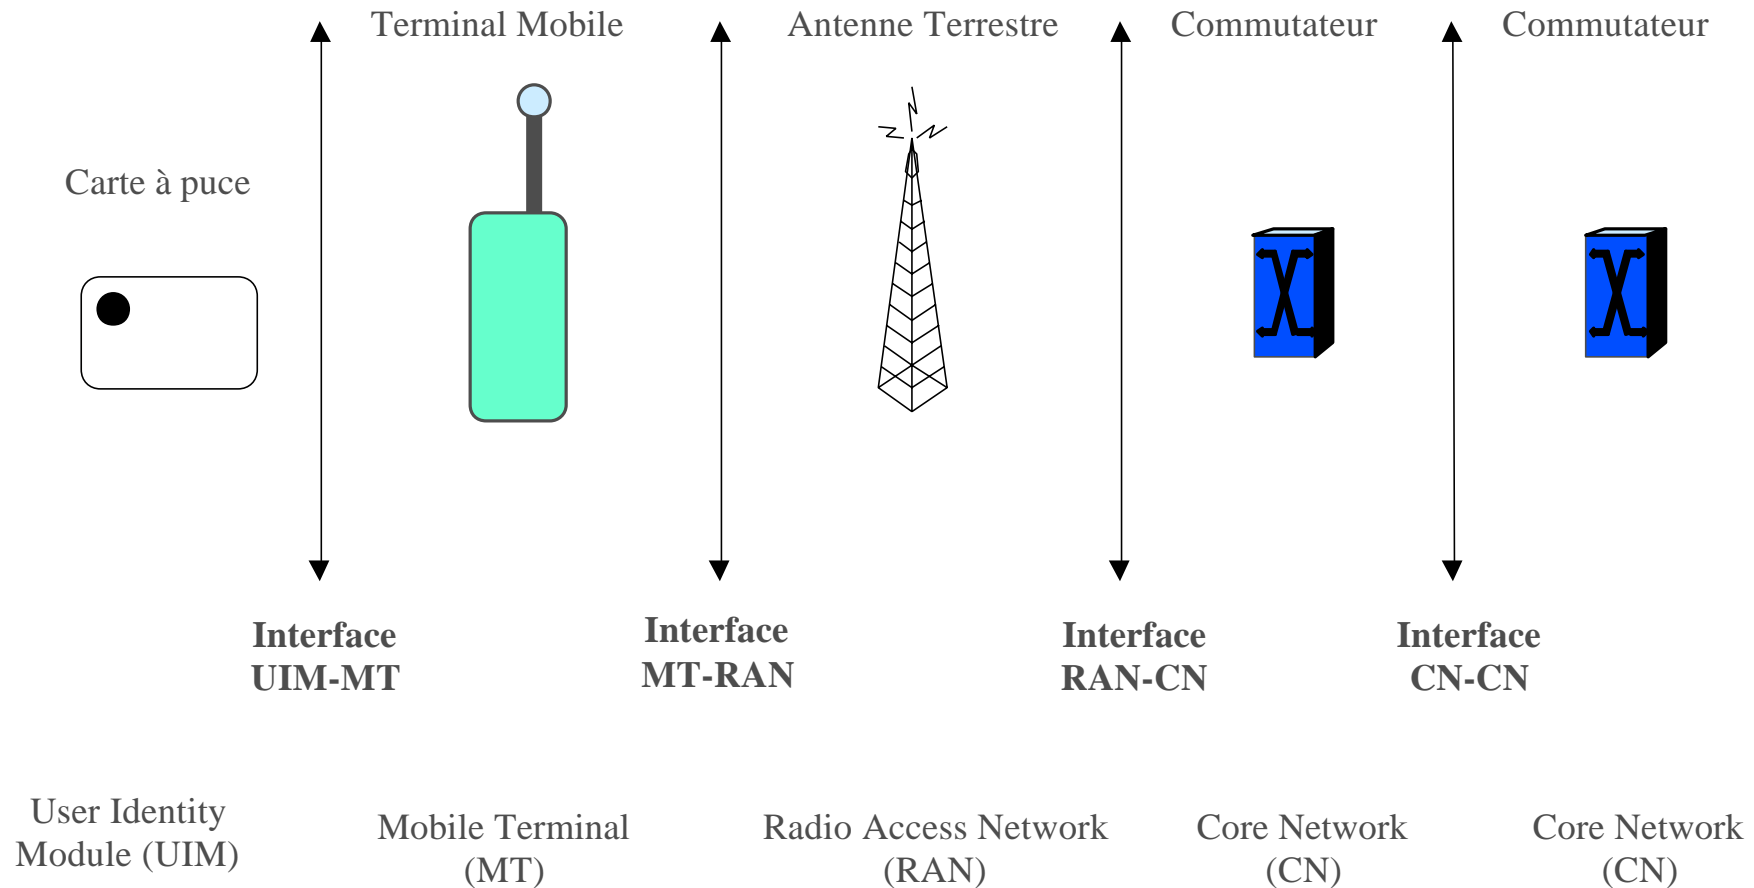 Terminal Mobile
Antenne Terrestre
Commutateur
Commutateur
Carte à puce
Interface
UIM-MT
Interface
MT-RAN
Interface
RAN-CN
Interface
CN-CN
User Identity
Module (UIM)
Mobile Terminal
(MT)
Radio Access Network
(RAN)
Core Network
(CN)
Core Network
(CN)